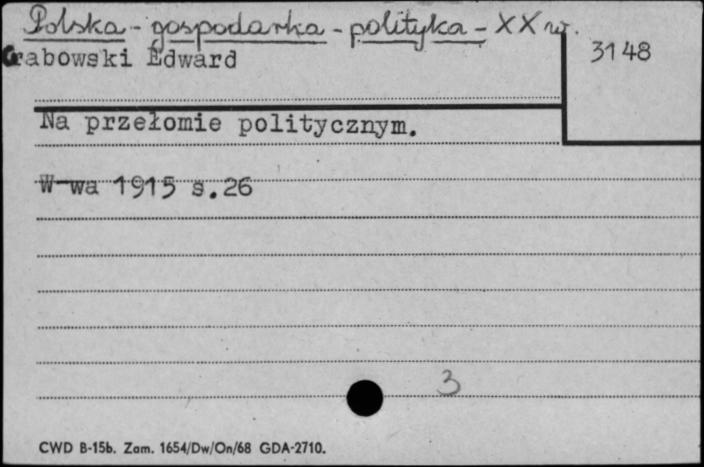 Polska - gospodarka - polityka - XX w.
3148
Grabowski Edward
Na przełomie politycznym.
W-wa 1915 s.26
3
CWD B-15b. Zam. 1654/Dw/On/68 GDA-2710.